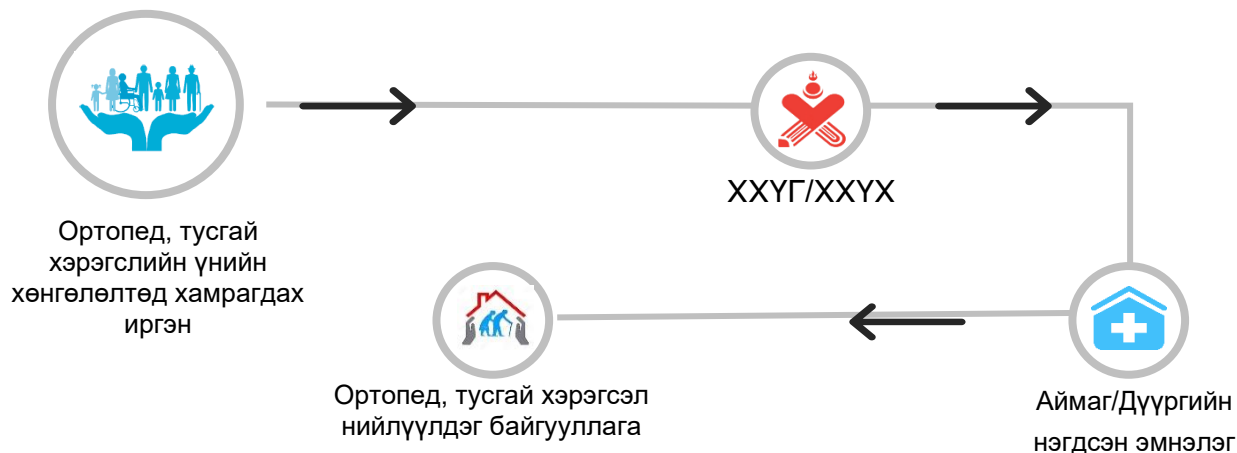 Ортопед, тусгай
хэрэгслийн үнийн
хөнгөлөлтөд хамрагдах
иргэн
ХХҮГ/ХХҮХ
Ортопед, тусгай хэрэгсэл
нийлүүлдэг байгууллага
Аймаг/Дүүргийн
нэгдсэн эмнэлэг